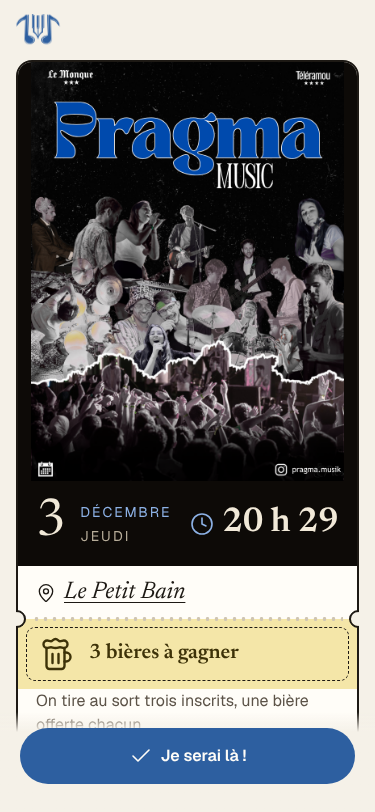 Le Monque
★★★
Téléramou
★★★★
Pragma
MUSIC
pragma.musik
3
DÉCEMBRE
JEUDI
20 h 29
Le Petit Bain
3 bières à gagner
On tire au sort trois inscrits, une bière
offerte chacun
Je serai là !